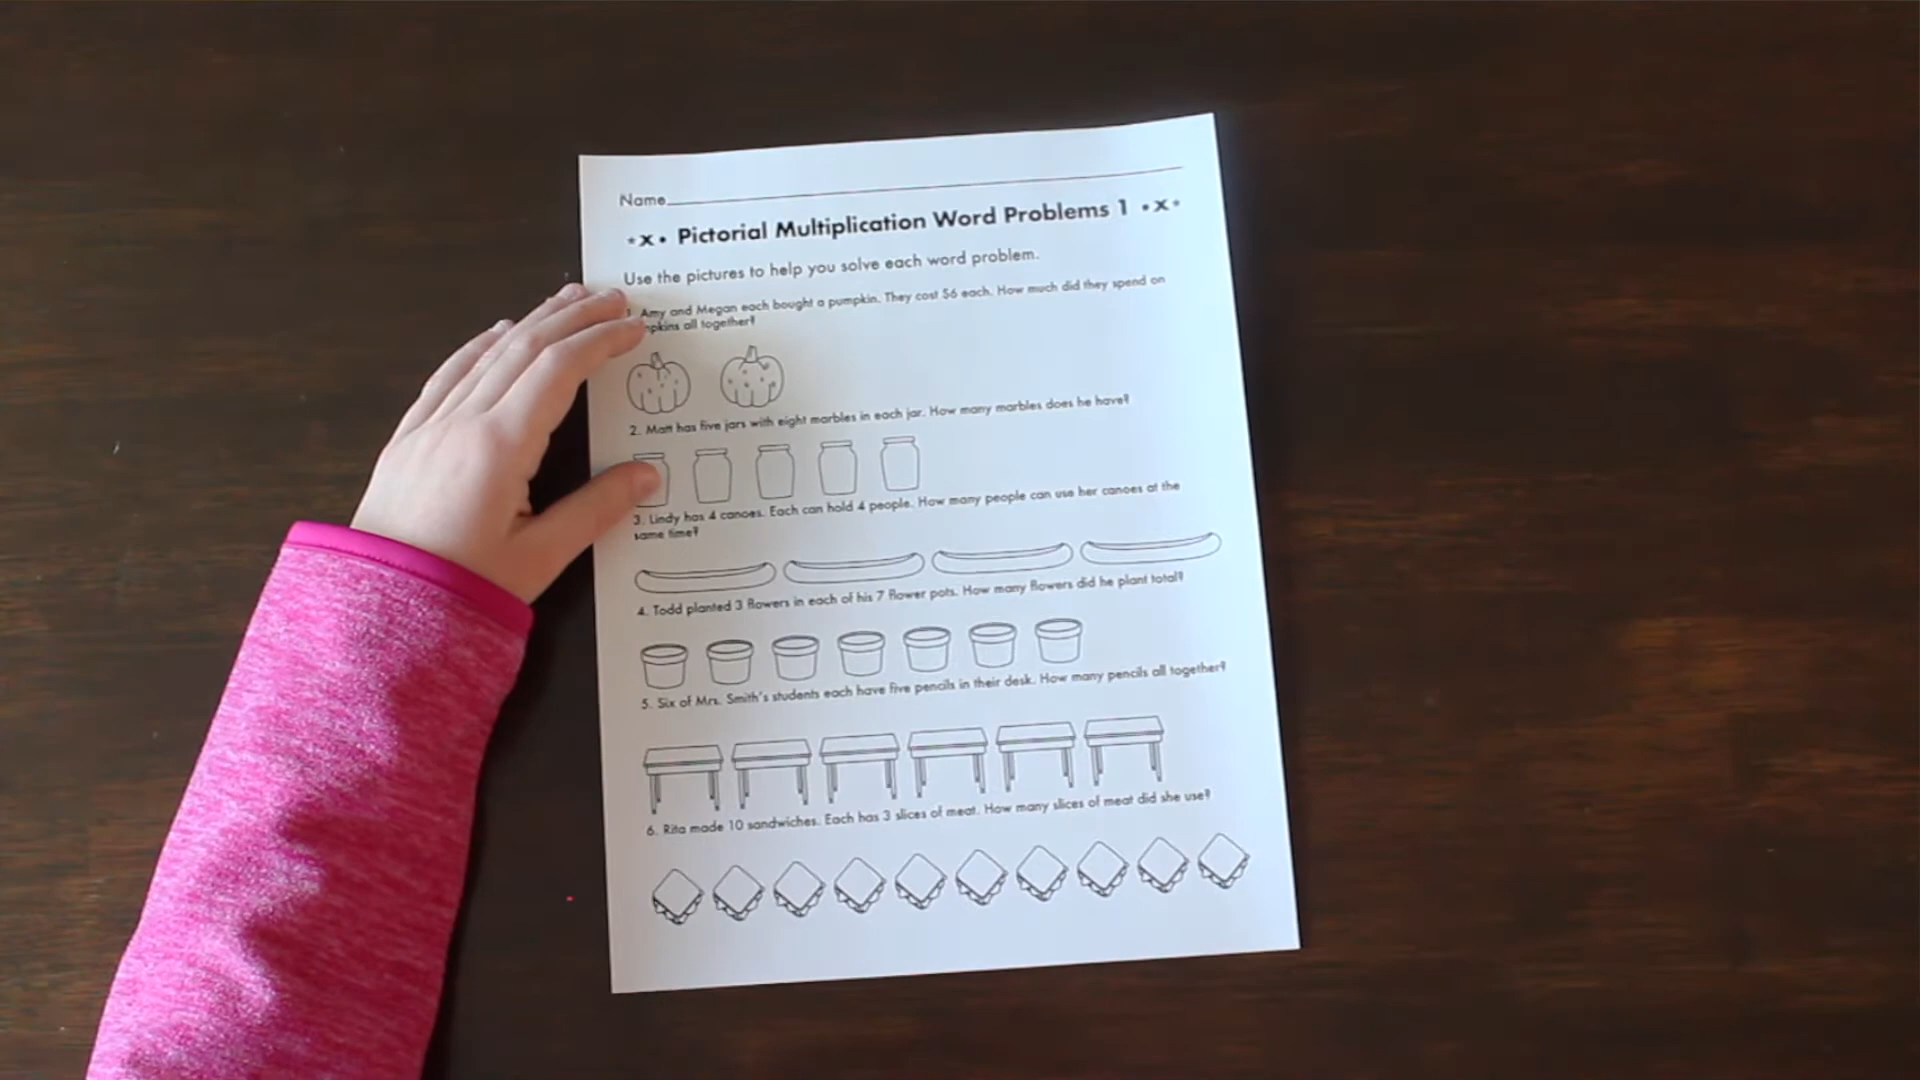 Name
• x • Pictorial Multiplication Word Problems 1 • x •
Use the pictures to help you solve each word problem.
1. Amy and Megan each bought a pumpkin. They cost $6 each. How much did they spend on
all together?
2. Matt has five jars with eight marbles in each jar. How many marbles does he have?
3. Lindy has 4 canoes. Each can hold 4 people. How many people can use her canoes at the
same time?
4. Todd planted 3 flowers in each of his 7 flower pots. How many flowers did he plant total?
5. Six of Mrs. Smith's students each have five pencils in their desk. How many pencils all together?
6. Rita made 10 sandwiches. Each has 3 slices of meat. How many slices of meat did she use?